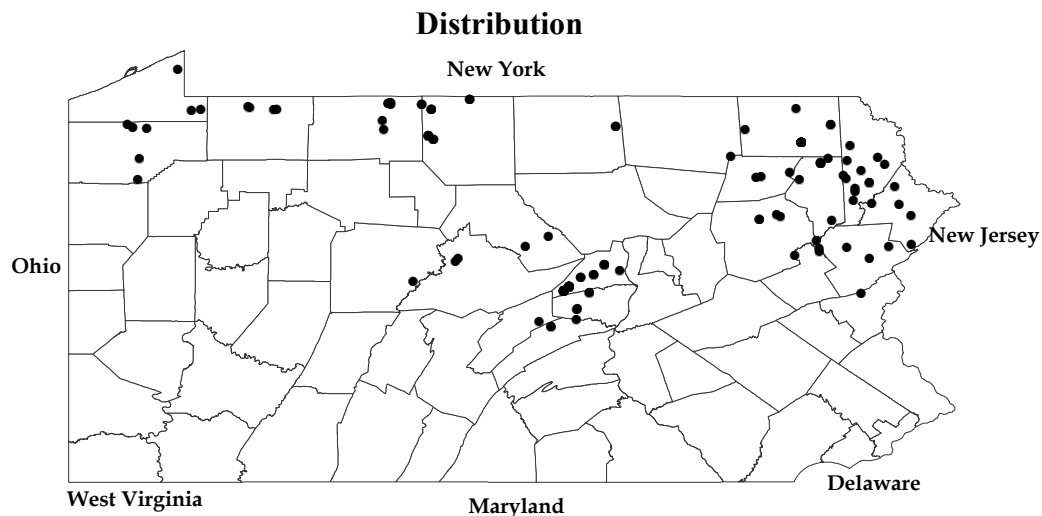 Distribution
New York
New Jersey
Ohio
Delaware
West Virginia
Maryland